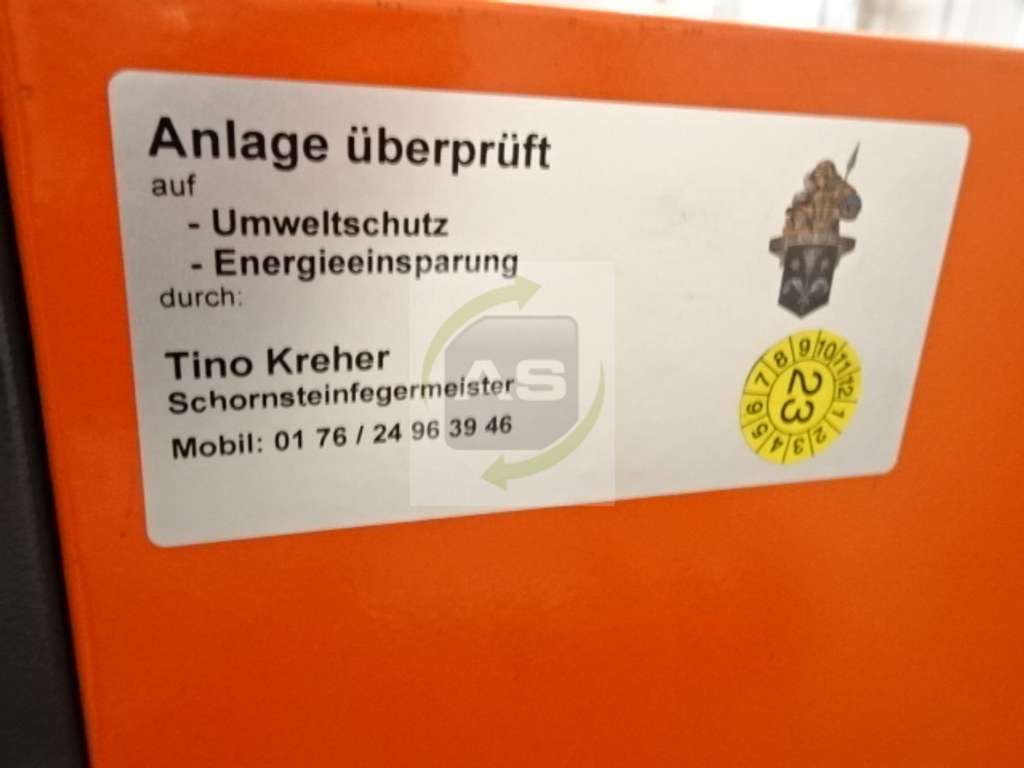 Anlage überprüft
auf
- Umweltschutz
- Energieeinsparung
durch:
Tino Kreher
Schornsteinfegermeister
Mobil: 01 76 / 24 96 39 46
AS
23
1 2 3 4 5 6 7 8 9 10 11 12